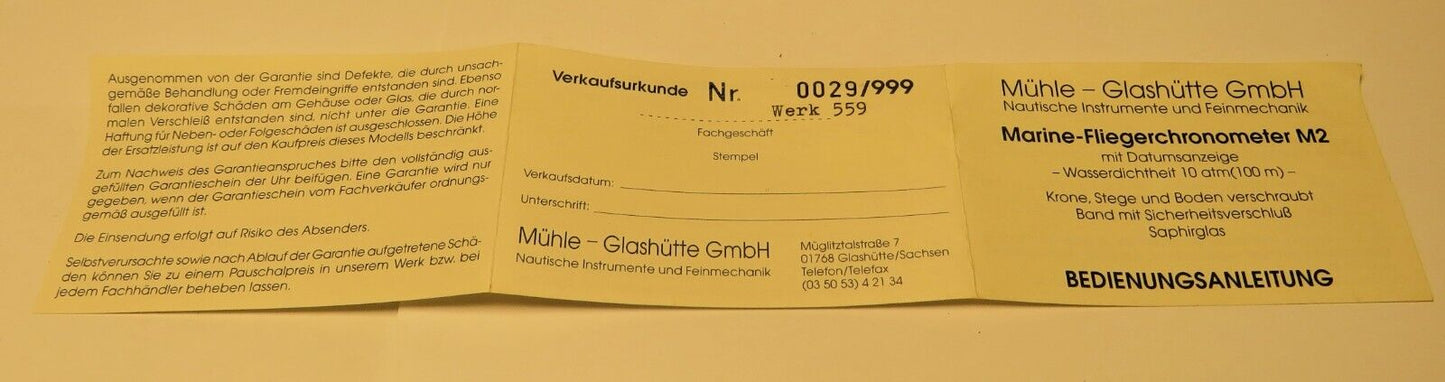 Ausgenommen von der Garantie sind Defekte, die durch unsach-
gemäße Behandlung oder Fremdeingriffe entstanden sind. Ebenso
fallen dekorative Schäden am Gehäuse oder Glas, die durch nor-
malen Verschleiß entstanden sind, nicht unter die Garantie. Eine
Haftung für Neben- oder Folgeschäden ist ausgeschlossen. Die Höhe
der Ersatzleistung ist auf den Kaufpreis dieses Modells beschränkt.
Zum Nachweis des Garantieanspruches bitte den vollständig aus-
gefüllten Garantieschein der Uhr beifügen. Eine Garantie wird nur
gegeben, wenn der Garantieschein vom Fachverkäufer ordnungs-
gemäß ausgefüllt ist.
Die Einsendung erfolgt auf Risiko des Absenders.
Selbstverursachte sowie nach Ablauf der Garantie aufgetretene Schä-
den können Sie zu einem Pauschalpreis in unserem Werk bzw. bei
jedem Fachhändler beheben lassen.
Verkaufsurkunde Nr. 0029/999
Werk 559
Fachgeschäft
Stempel
Verkaufsdatum:
Unterschrift:
Mühle – Glashütte GmbH
Nautische Instrumente und Feinmechanik
Müglitztalstraße 7
01768 Glashütte/Sachsen
Telefon/Telefax
(03 50 53) 4 21 34
Mühle – Glashütte GmbH
Nautische Instrumente und Feinmechanik
Marine-Fliegerchronometer M2
mit Datumsanzeige
– Wasserdichtheit 10 atm(100 m) –
Krone, Stege und Boden verschraubt
Band mit Sicherheitsverschluß
Saphirglas
BEDIENUNGSANLEITUNG